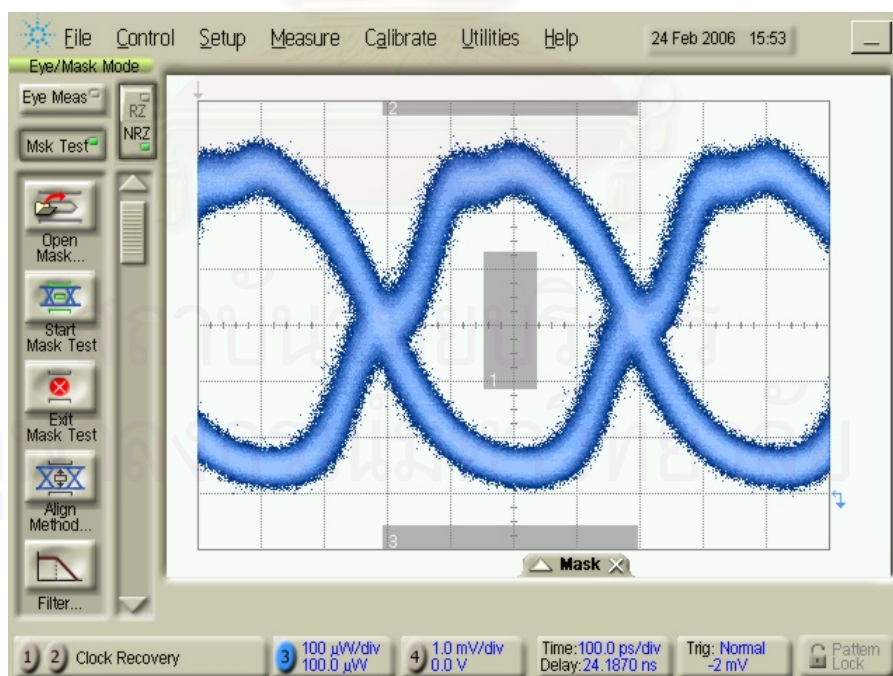 File Control Setup Measure Calibrate Utilities Help 24 Feb 2006 15:53
Eye/Mask Mode
Eye Meas
RZ
NRZ
Msk Test
Open
Mask...
Start
Mask Test
Exit
Mask Test
Align
Method...
Filter...
2
1
3
Mask
1 2 Clock Recovery
3 100 µW/div
100.0 µW
4 1.0 mV/div
0.0 V
Time:100.0 ps/div
Delay:24.1870 ns
Trig: Normal
-2 mV
Pattern
Lock